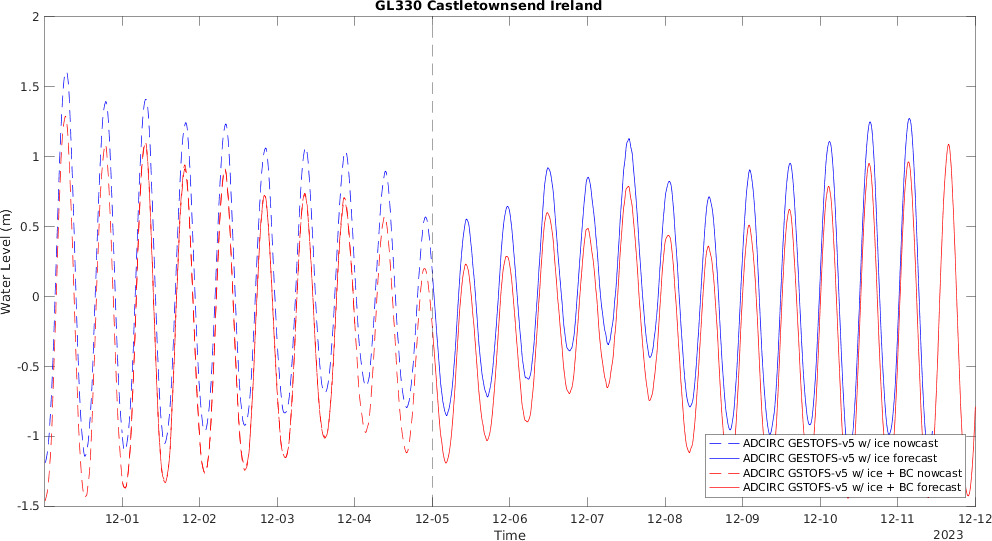 GL330 Castletownsend Ireland
2
1.5
1
0.5
0
-0.5
-1
-1.5
Water Level (m)
12-01 12-02 12-03 12-04 12-05 12-06 12-07 12-08 12-09 12-10 12-11 12-12
Time
2023
ADCIRC GESTOFS-v5 w/ ice nowcast
ADCIRC GESTOFS-v5 w/ ice forecast
ADCIRC GSTOFS-v5 w/ ice + BC nowcast
ADCIRC GSTOFS-v5 w/ ice + BC forecast